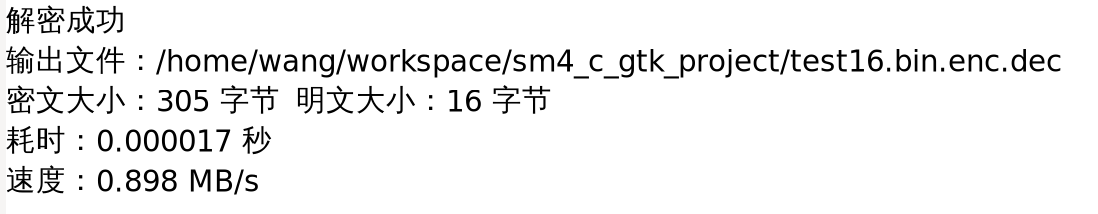 解密成功
输出文件：/home/wang/workspace/sm4_c_gtk_project/test16.bin.enc.dec
密文大小：305 字节  明文大小：16 字节
耗时：0.000017 秒
速度：0.898 MB/s